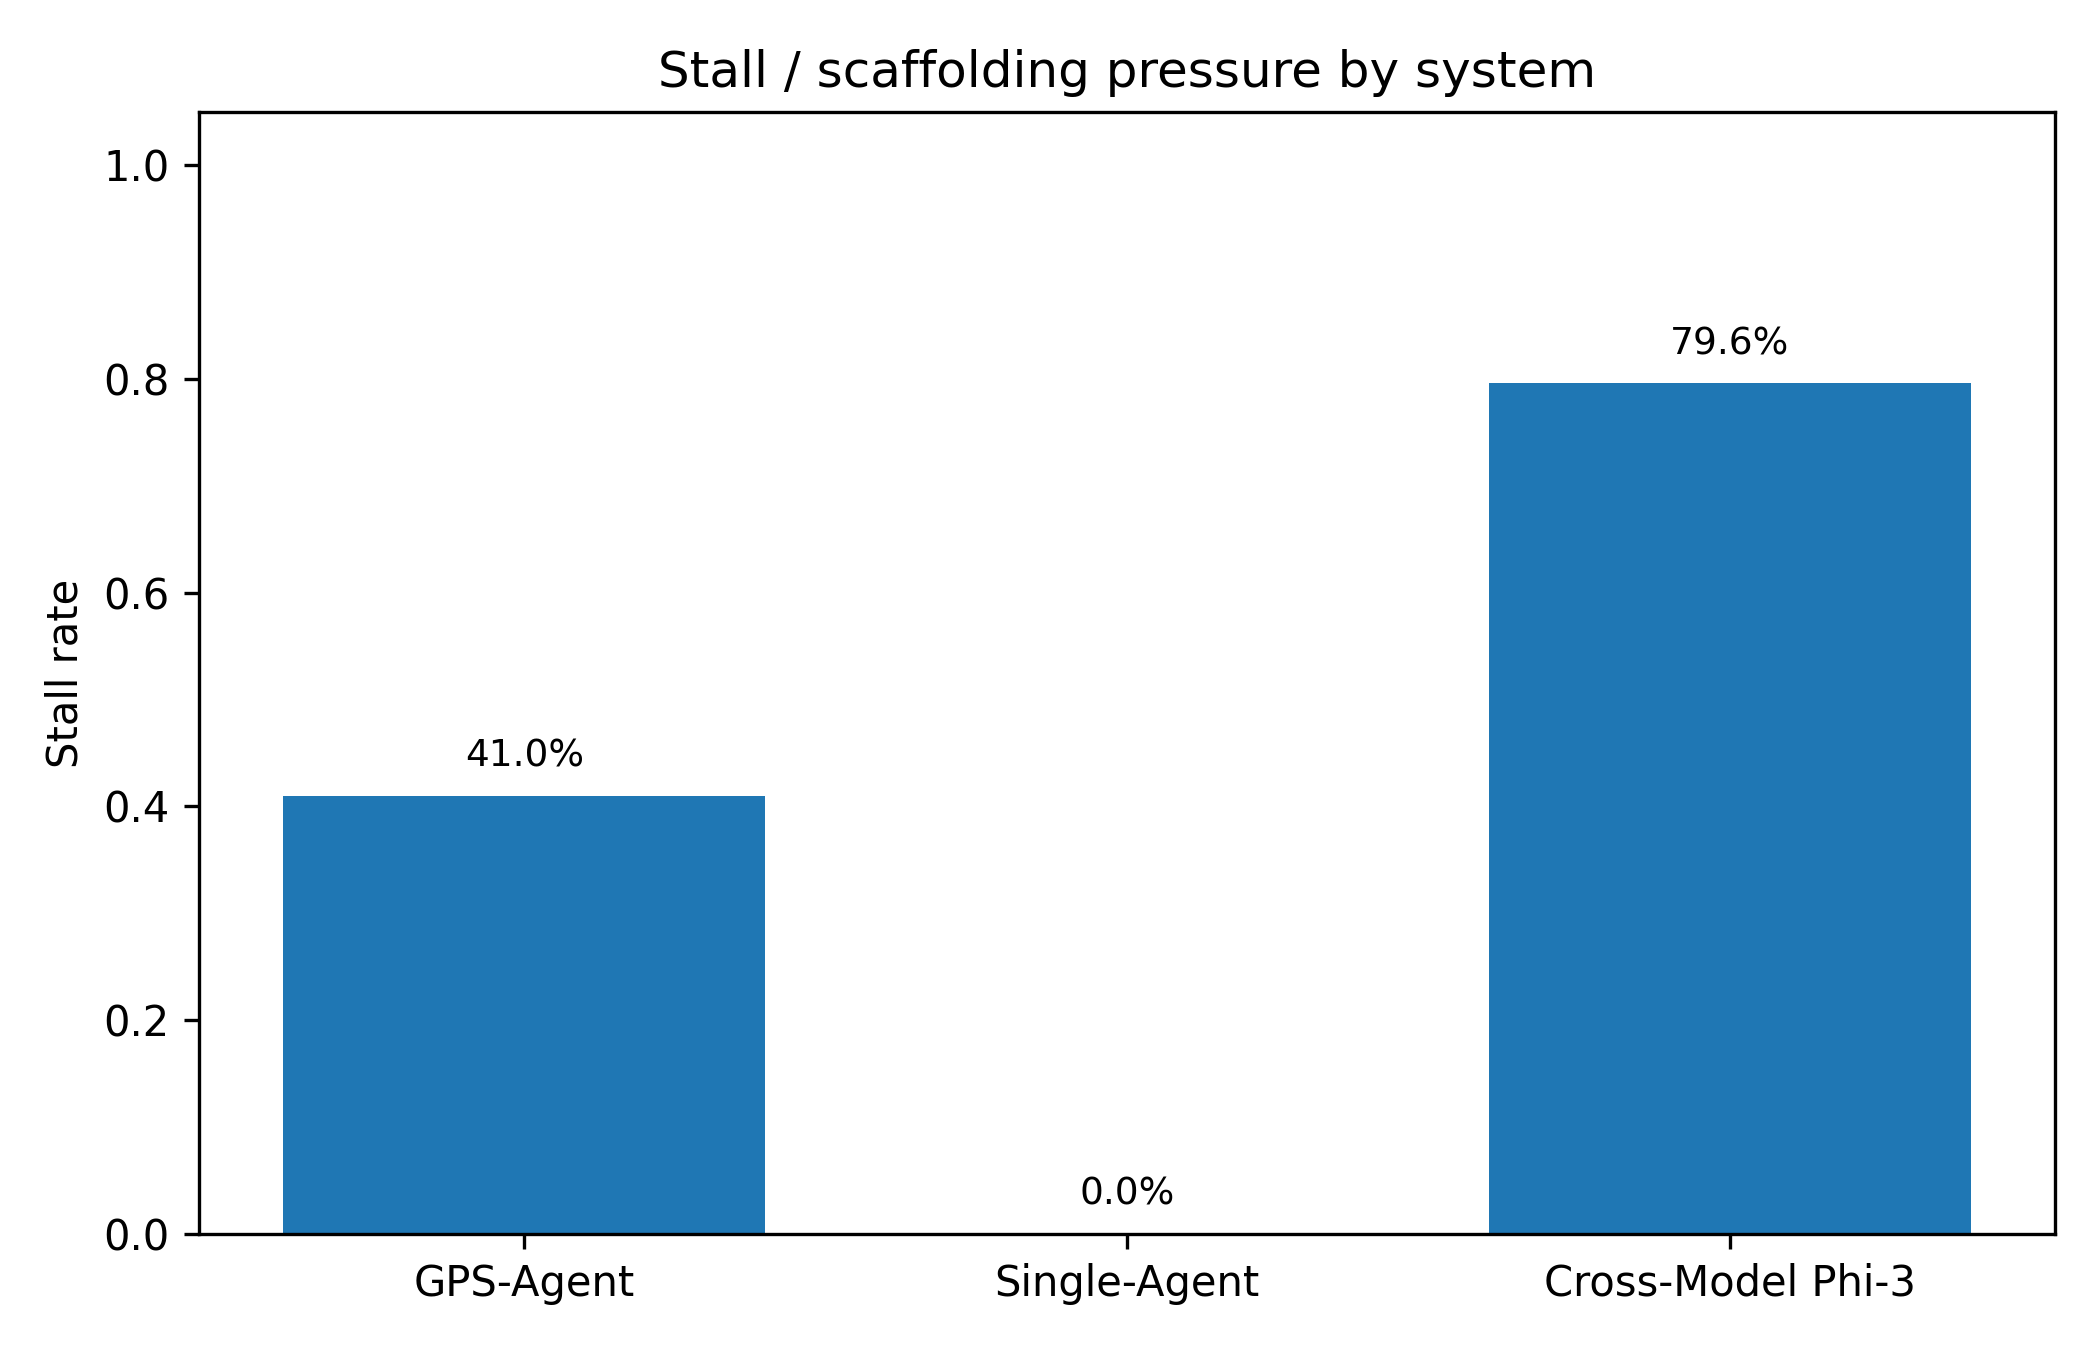 Stall / scaffolding pressure by system
Stall rate
1.0
0.8
0.6
0.4
0.2
0.0
41.0%
0.0%
79.6%
GPS-Agent
Single-Agent
Cross-Model Phi-3